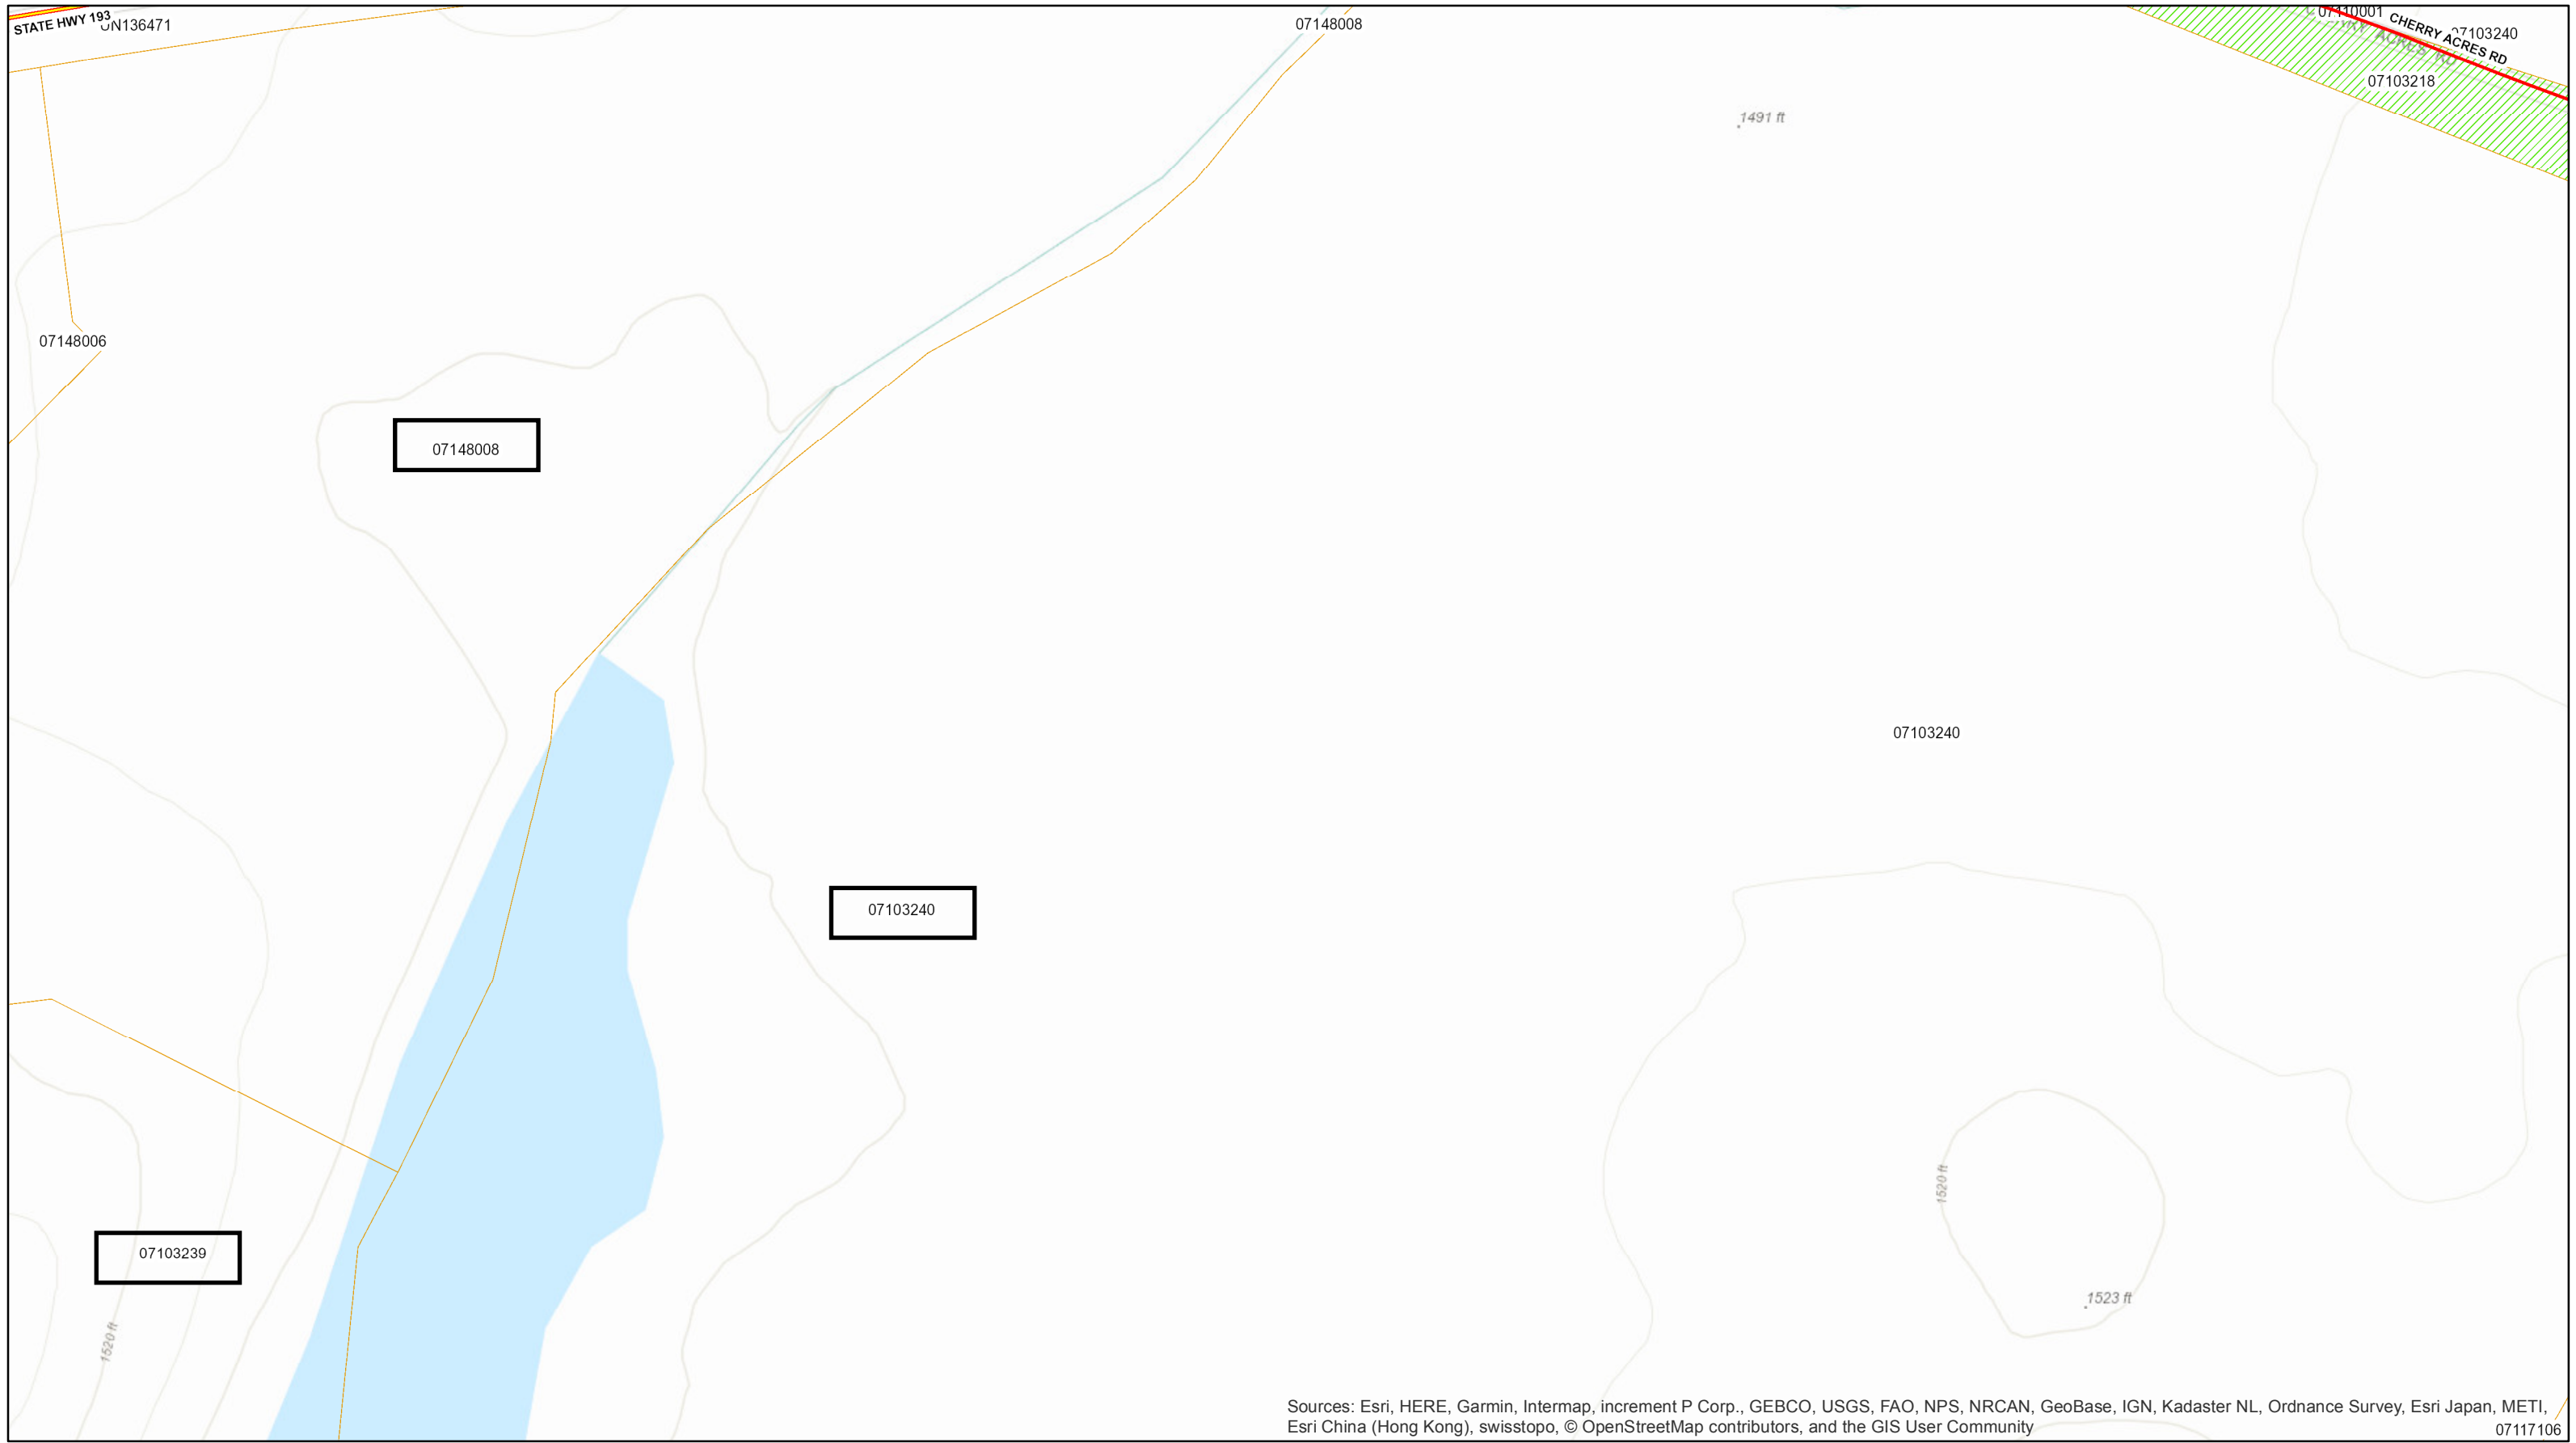 STATE HWY 193
UN136471
07148008
07110001
CHERRY ACRES RD
07103240
CHERRY ACRES RD
07103218
1491 ft
07148006
07148008
07103240
07103240
1520 ft
07103239
1523 ft
1520 ft
Sources: Esri, HERE, Garmin, Intermap, increment P Corp., GEBCO, USGS, FAO, NPS, NRCAN, GeoBase, IGN, Kadaster NL, Ordnance Survey, Esri Japan, METI,
Esri China (Hong Kong), swisstopo, © OpenStreetMap contributors, and the GIS User Community
07117106